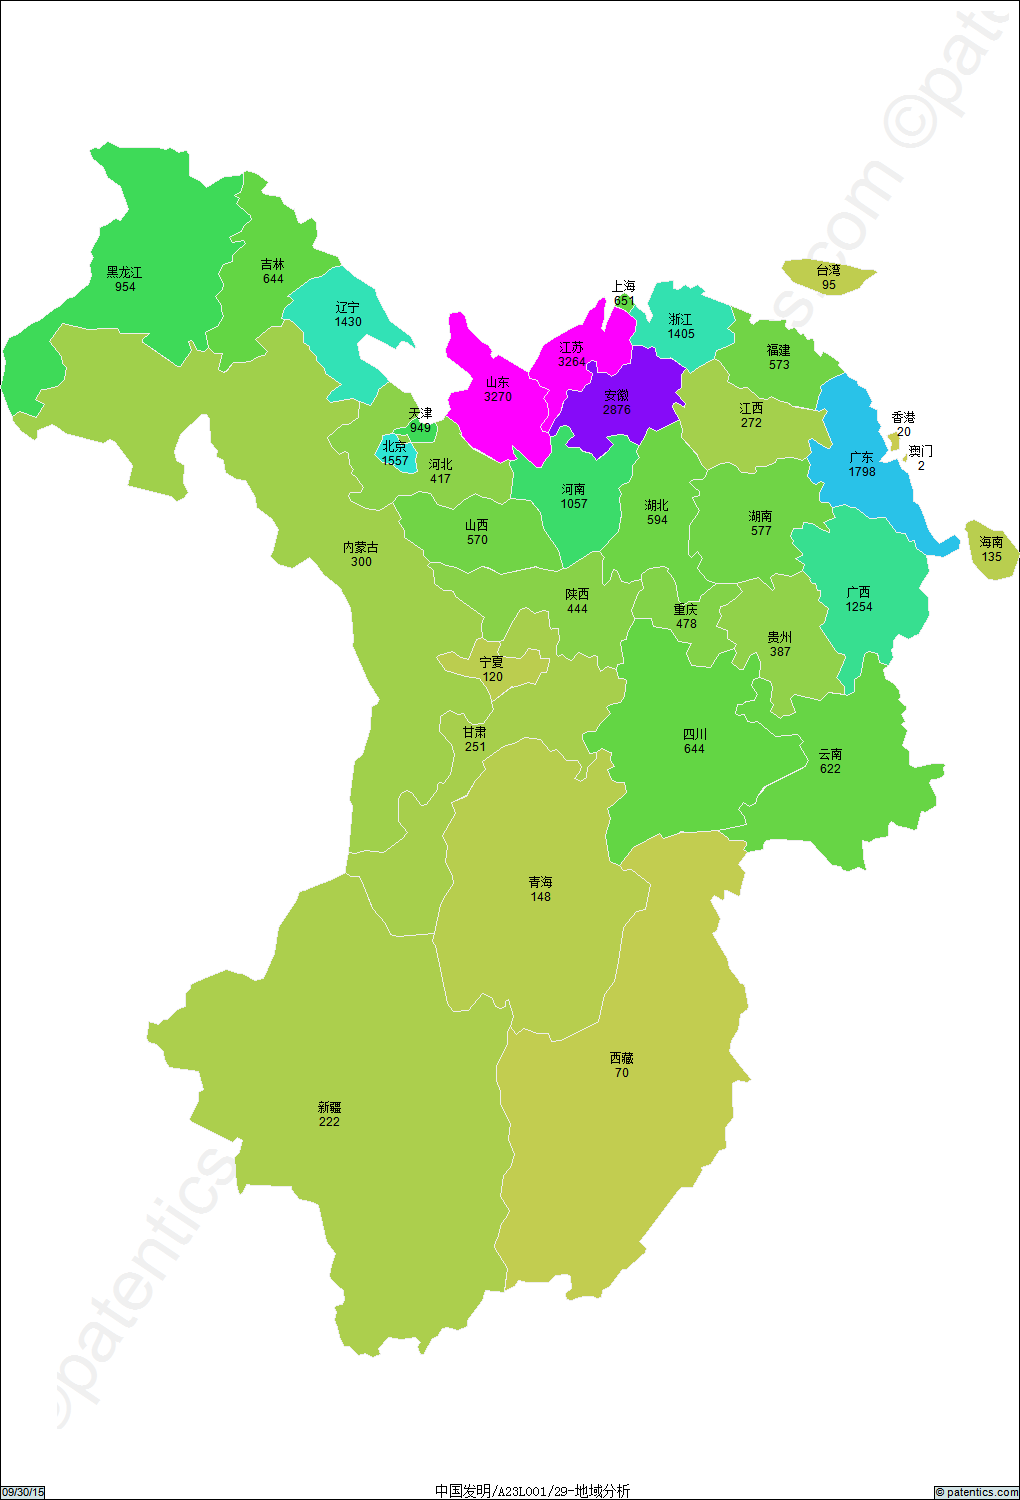 ©patentics.com ©pate
黑龙江
954
吉林
644
辽宁
1430
上海
651
台湾
95
浙江
1405
江苏
3264
福建
573
山东
3270
安徽
2876
江西
272
天津
949
香港
20
北京
1557
澳门
2
河北
417
广东
1798
河南
1057
湖北
594
湖南
577
山西
570
海南
135
内蒙古
300
陕西
444
重庆
478
广西
1254
贵州
387
宁夏
120
甘肃
251
四川
644
云南
622
青海
148
西藏
70
新疆
222
09/30/15
中国发明/A23L001/29-地域分析
© patentics.com